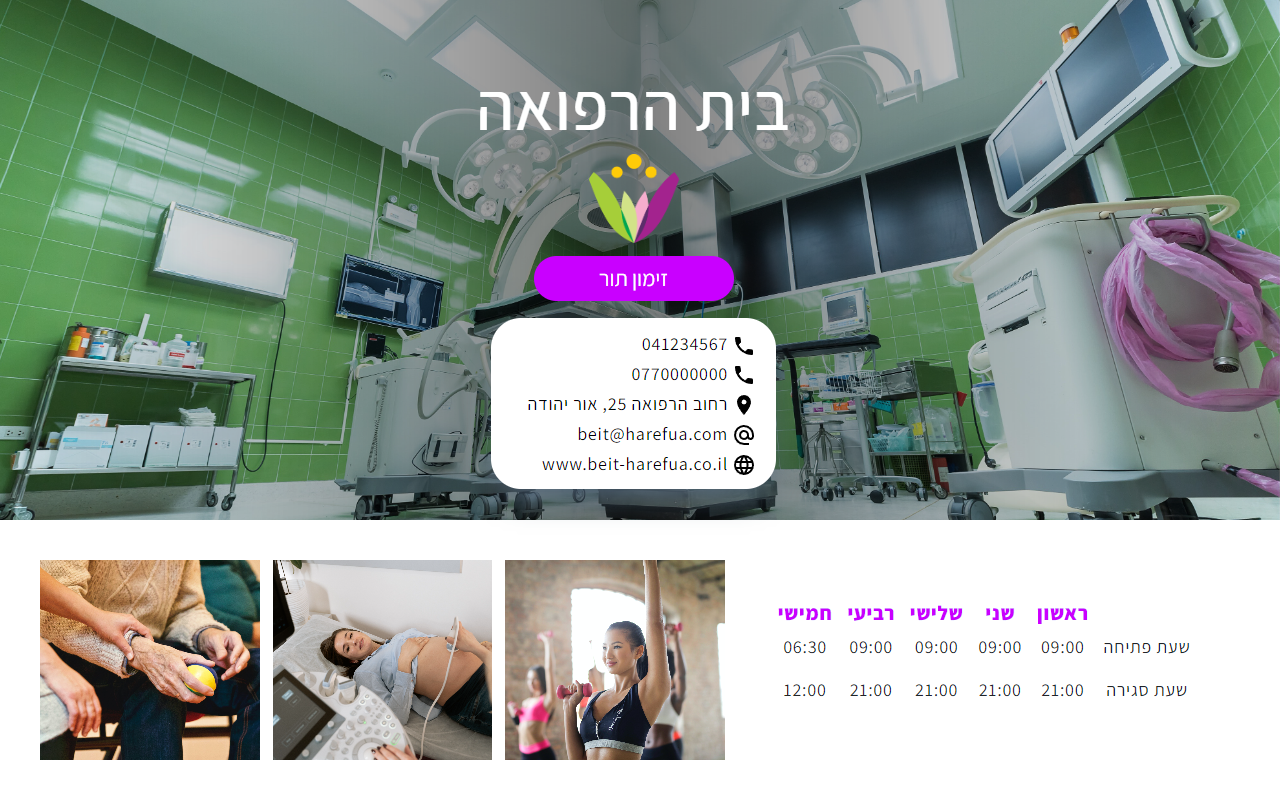 בית הרפואה
זימון תור
041234567
0770000000
רחוב הרפואה 25, אור יהודה
beit@harefua.com
www.beit-harefua.co.il
ראשון שני שלישי רביעי חמישי
שעת פתיחה 09:00 09:00 09:00 09:00 06:30
שעת סגירה 21:00 21:00 21:00 21:00 12:00